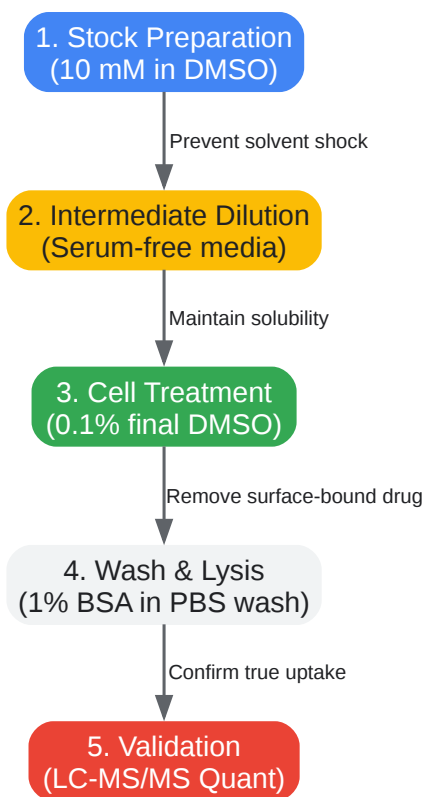 1. Stock Preparation
(10 mM in DMSO)
Prevent solvent shock
2. Intermediate Dilution
(Serum-free media)
Maintain solubility
3. Cell Treatment
(0.1% final DMSO)
Remove surface-bound drug
4. Wash & Lysis
(1% BSA in PBS wash)
Confirm true uptake
5. Validation
(LC-MS/MS Quant)